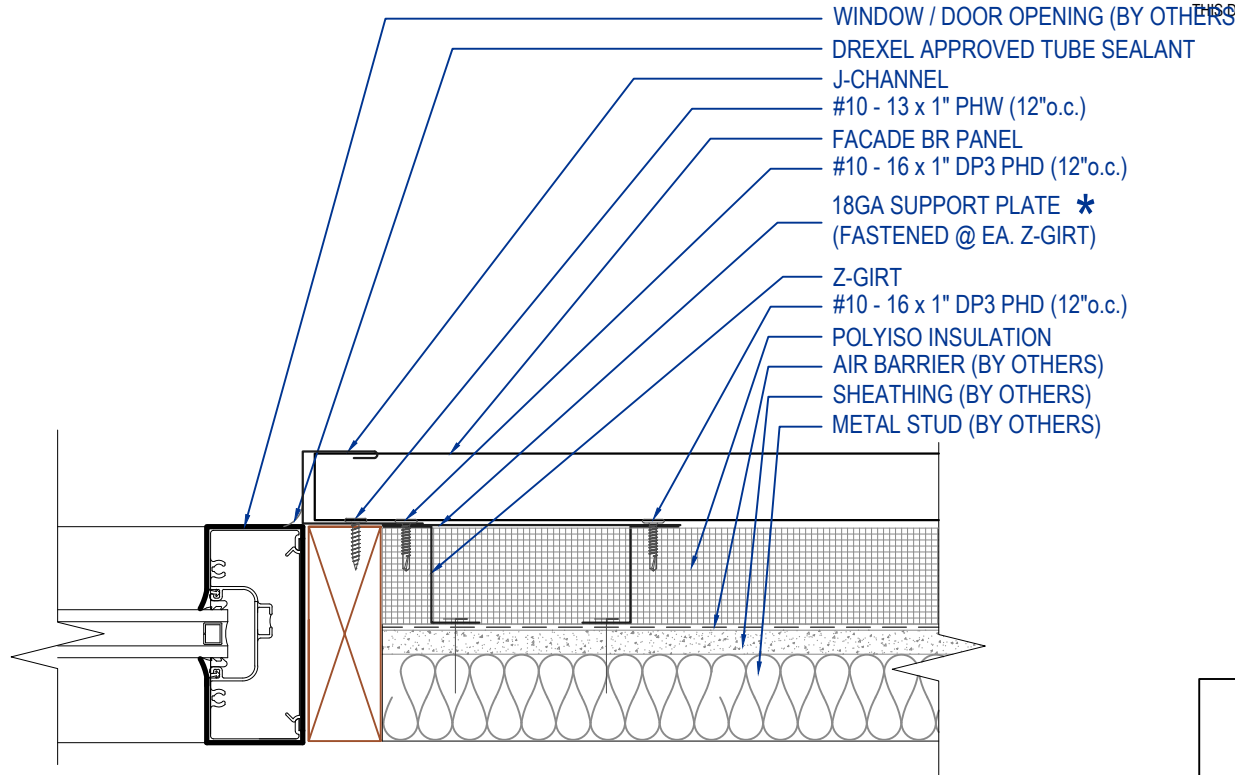 WINDOW / DOOR OPENING (BY OTHERS
DREXEL APPROVED TUBE SEALANT
J-CHANNEL
#10 - 13 x 1" PHW (12"o.c.)
FACADE BR PANEL
#10 - 16 x 1" DP3 PHD (12"o.c.)
18GA SUPPORT PLATE *
(FASTENED @ EA. Z-GIRT)
Z-GIRT
#10 - 16 x 1" DP3 PHD (12"o.c.)
POLYISO INSULATION
AIR BARRIER (BY OTHERS)
SHEATHING (BY OTHERS)
METAL STUD (BY OTHERS)